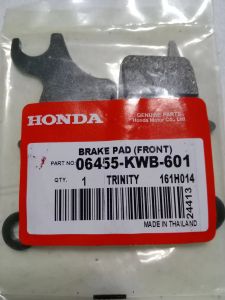 HONDA
GENUINE PARTS
Honda Motor Co., Ltd.
BRAKE PAD (FRONT)
PART NO. 06455-KWB-601
QTY. 1 TRINITY 161H014
24413
MADE IN THAILAND